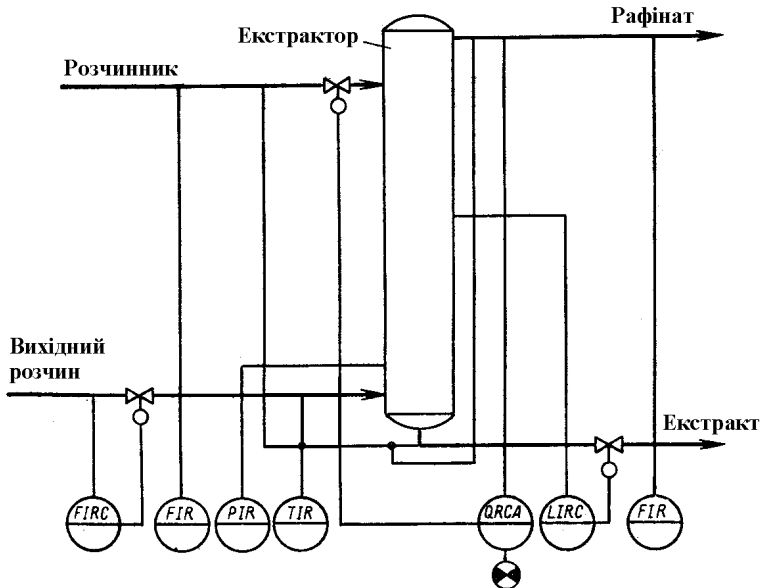 Рафінат
Екстрактор
Розчинник
Вихідний
розчин
Екстракт
FIRC
FIR
PIR
TIR
QRCA
LIRC
FIR